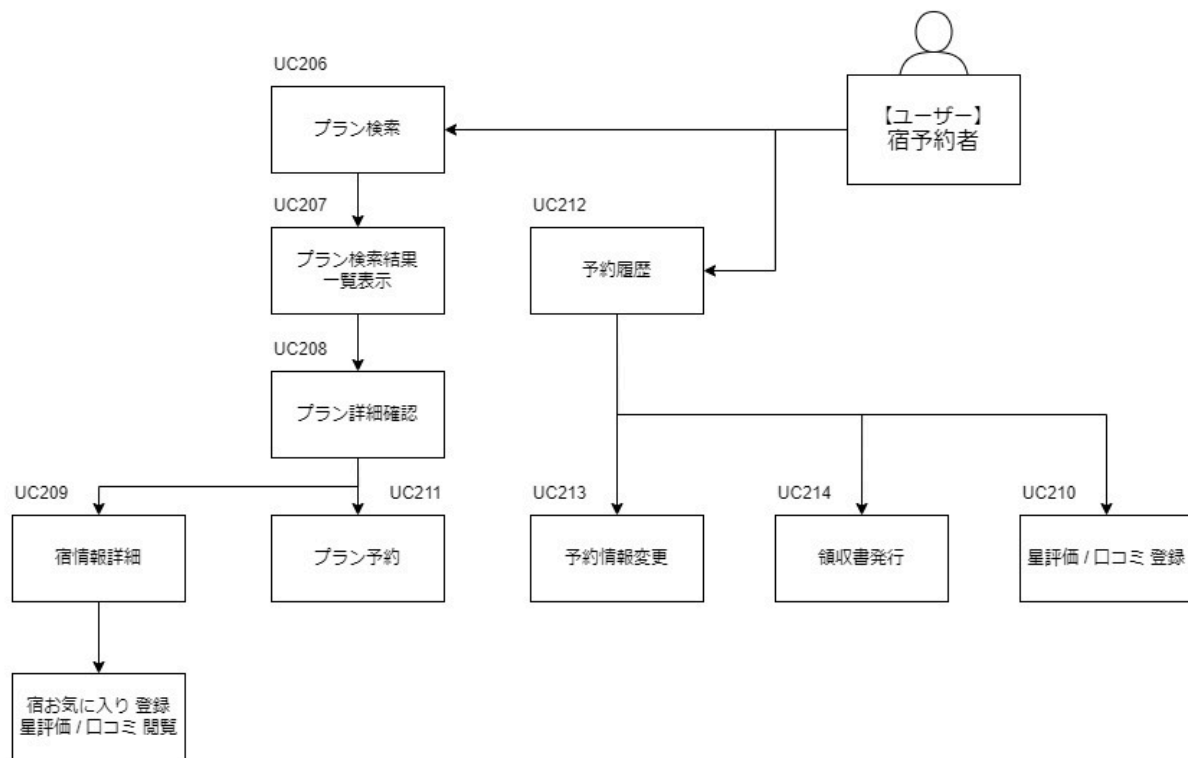 UC206
プラン検索
【ユーザー】
宿予約者
UC207
プラン検索結果
一覧表示
UC212
予約履歴
UC208
プラン詳細確認
UC209
宿情報詳細
UC211
プラン予約
UC213
予約情報変更
UC214
領収書発行
UC210
星評価 / 口コミ 登録
宿お気に入り 登録
星評価 / 口コミ 閲覧